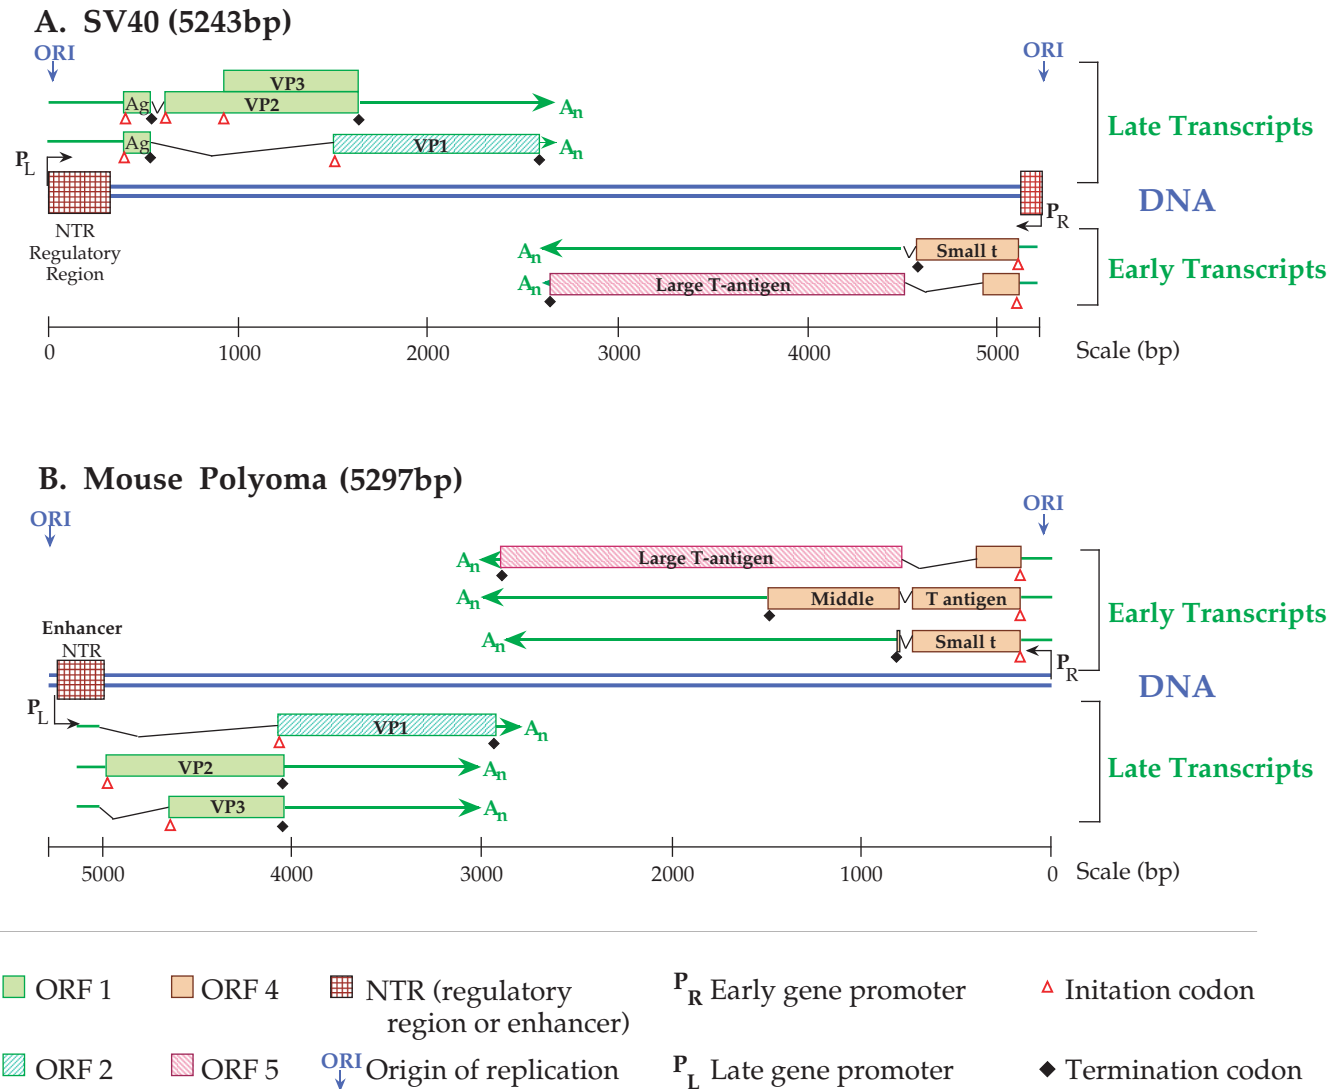 A. SV40 (5243bp)
ORI
ORI
VP3
Ag
VP2
An
Late Transcripts
Ag
VP1
An
PL
DNA
PR
NTR
Regulatory
Region
An
Small t
Early Transcripts
An
Large T-antigen
0
1000
2000
3000
4000
5000
Scale (bp)
B. Mouse Polyoma (5297bp)
ORI
ORI
An
Large T-antigen
An
Middle
T antigen
Early Transcripts
Enhancer
NTR
An
Small t
PR
DNA
PL
VP1
An
VP2
An
Late Transcripts
VP3
An
5000
4000
3000
2000
1000
0
Scale (bp)
ORF 1
ORF 4
NTR (regulatory
region or enhancer)
PR Early gene promoter
Initation codon
ORF 2
ORF 5
ORI Origin of replication
PL Late gene promoter
Termination codon